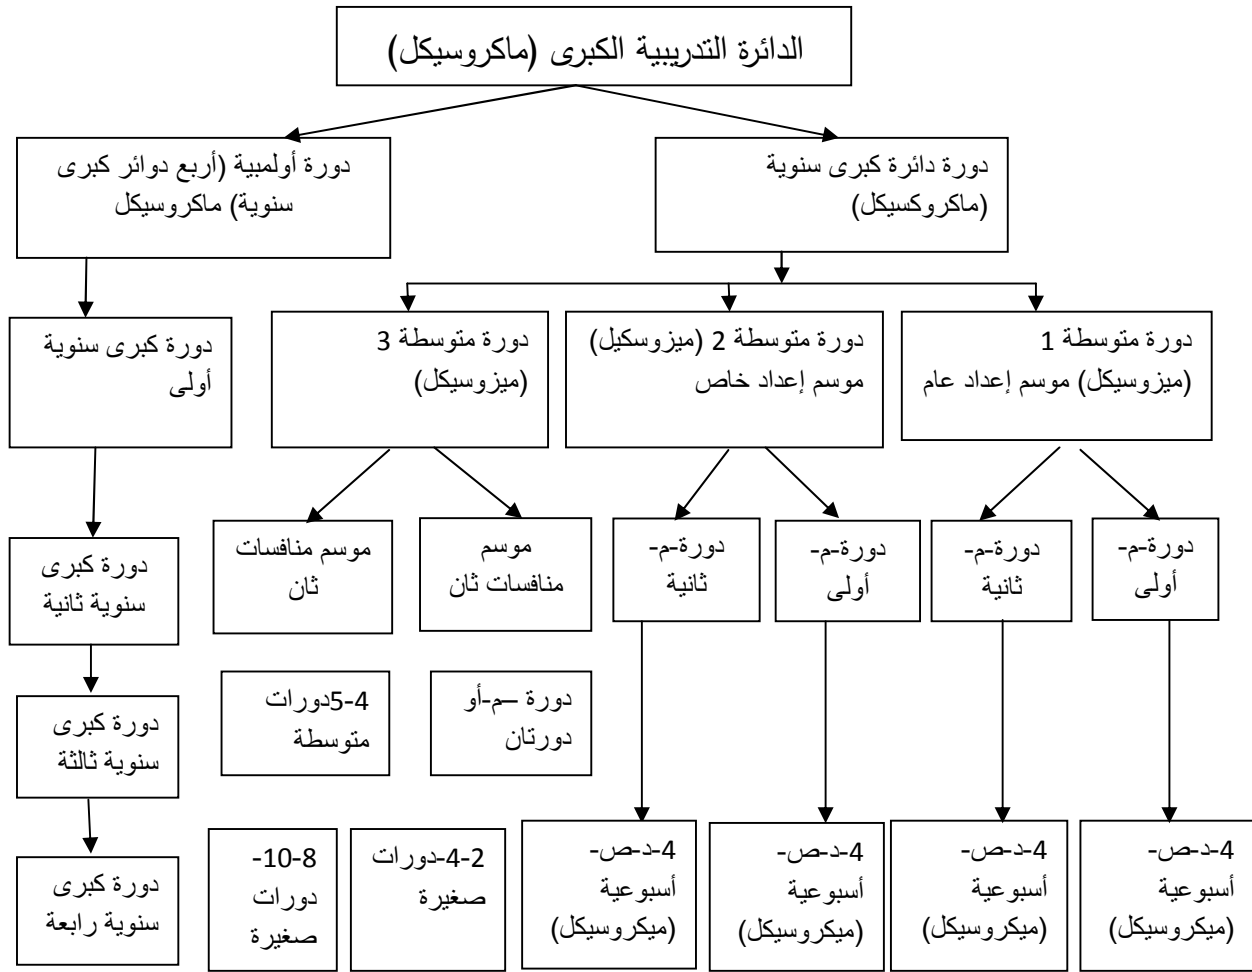 الدائرة التدريبية الكبرى (ماكروسيكل)
دورة دائرة كبرى سنوية
(ماكروكسيكل)
دورة أولمبية (أربع دوائر كبرى
سنوية) ماكروسيكل
دورة متوسطة 1
(ميزوسيكل) موسم إعداد عام
دورة متوسطة 2 (ميزوسكيل)
موسم إعداد خاص
دورة متوسطة 3
(ميزوسيكل)
دورة كبرى سنوية
أولى
دورة-م-
أولى
دورة-م-
ثانية
دورة-م-
أولى
دورة-م-
ثانية
موسم
منافسات ثان
موسم منافسات
ثان
دورة كبرى
سنوية ثانية
دورة –م-أو
دورتان
5-4دورات
متوسطة
دورة كبرى
سنوية ثالثة
4-د-ص-
أسبوعية
(ميكروسيكل)
4-د-ص-
أسبوعية
(ميكروسيكل)
4-د-ص-
أسبوعية
(ميكروسيكل)
4-د-ص-
أسبوعية
(ميكروسيكل)
2-4-دورات
صغيرة
8-10-
دورات
صغيرة
دورة كبرى
سنوية رابعة